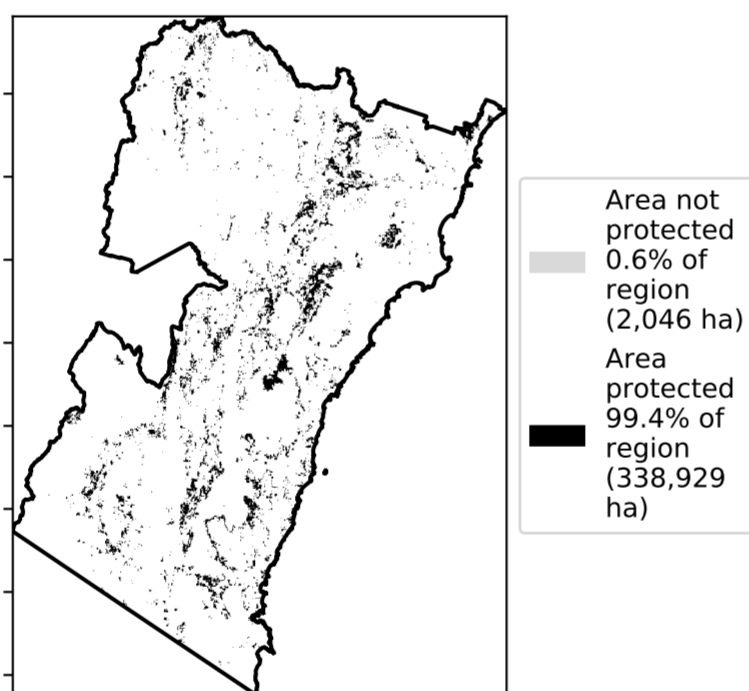 Area not
protected
0.6% of
region
(2,046 ha)
Area
protected
99.4% of
region
(338,929
ha)